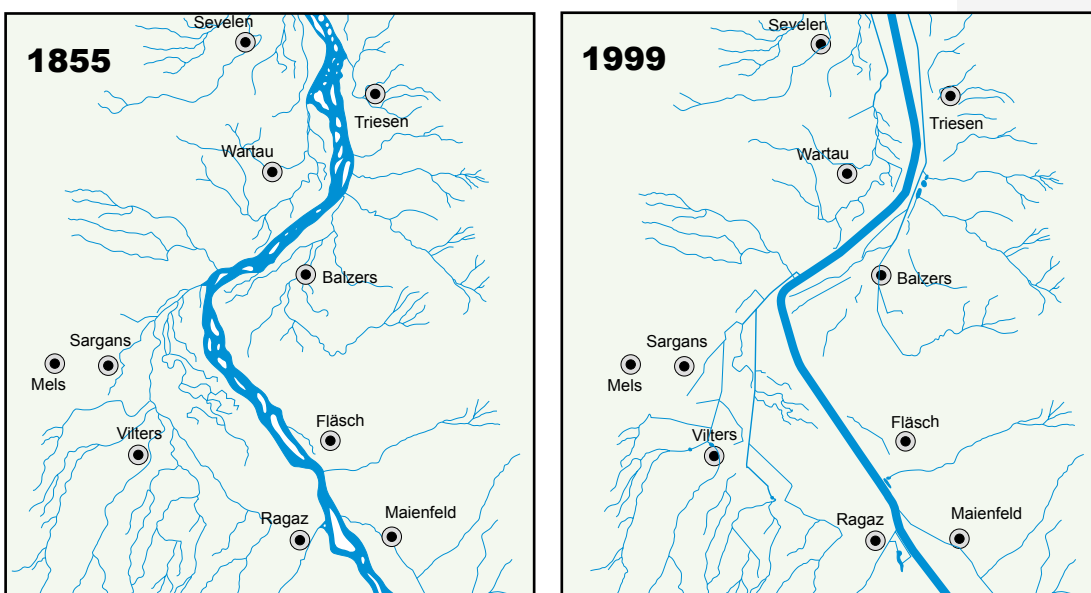 1855
Sevelen
Triesen
Wartau
Balzers
Sargans
Mels
Fläsch
Vilters
Ragaz
Maienfeld
1999
Sevelen
Triesen
Wartau
Balzers
Sargans
Mels
Fläsch
Vilters
Ragaz
Maienfeld